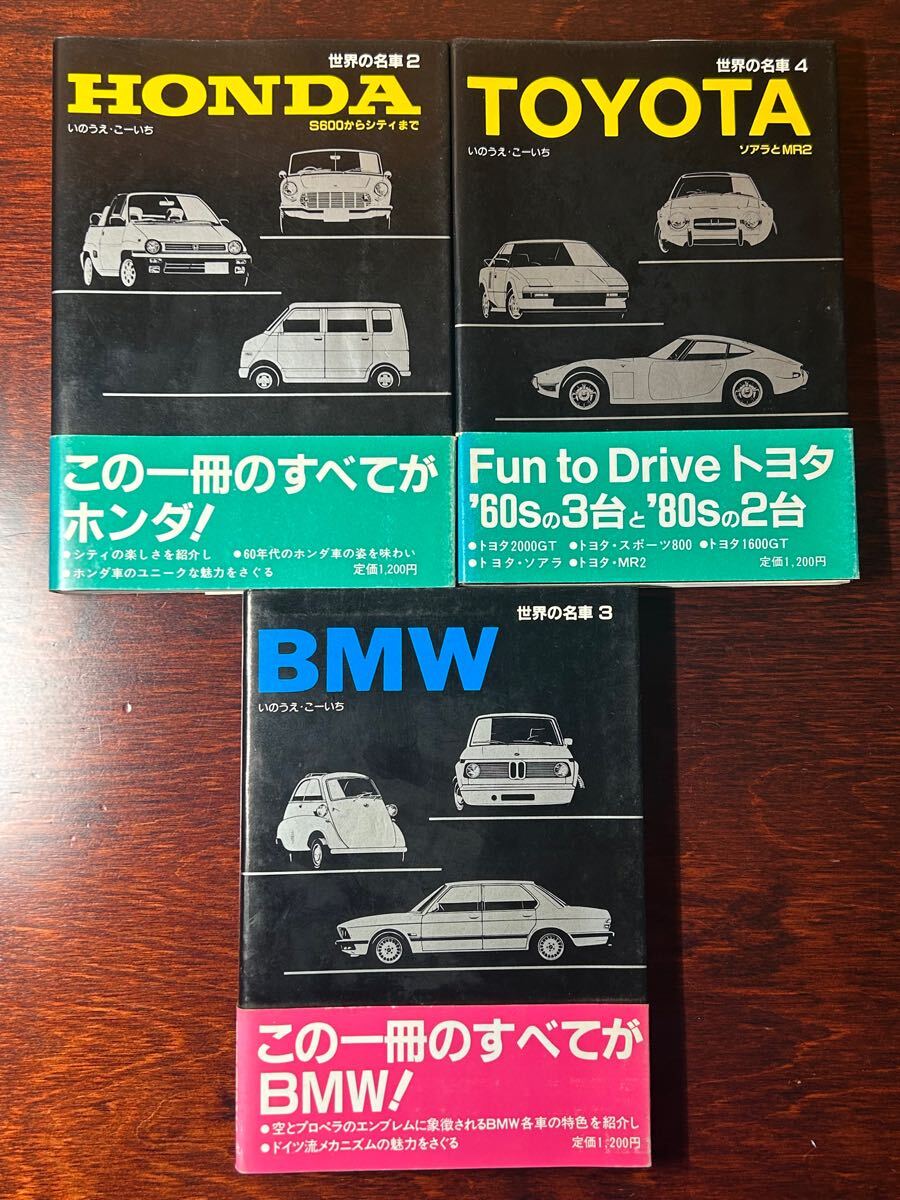 世界の名車2
HONDA
S600からシティまで
いのうえ・こーいち
この一冊のすべてが
ホンダ!
●シティの楽しさを紹介し ●60年代のホンダ車の姿を味わい
●ホンダ車のユニークな魅力をさぐる 定価1,200円
世界の名車4
TOYOTA
ソアラとMR2
いのうえ・こーいち
Fun to Drive トヨタ
'60sの3台と'80sの2台
●トヨタ2000GT ●トヨタ・スポーツ800 ●トヨタ1600GT
●トヨタ・ソアラ ●トヨタ・MR2 定価1,200円
世界の名車 3
BMW
いのうえ・こーいち
この一冊のすべてが
BMW!
●空とプロペラのエンブレムに象徴されるBMW各車の特色を紹介し
●ドイツ流メカニズムの魅力をさぐる 定価1,200円